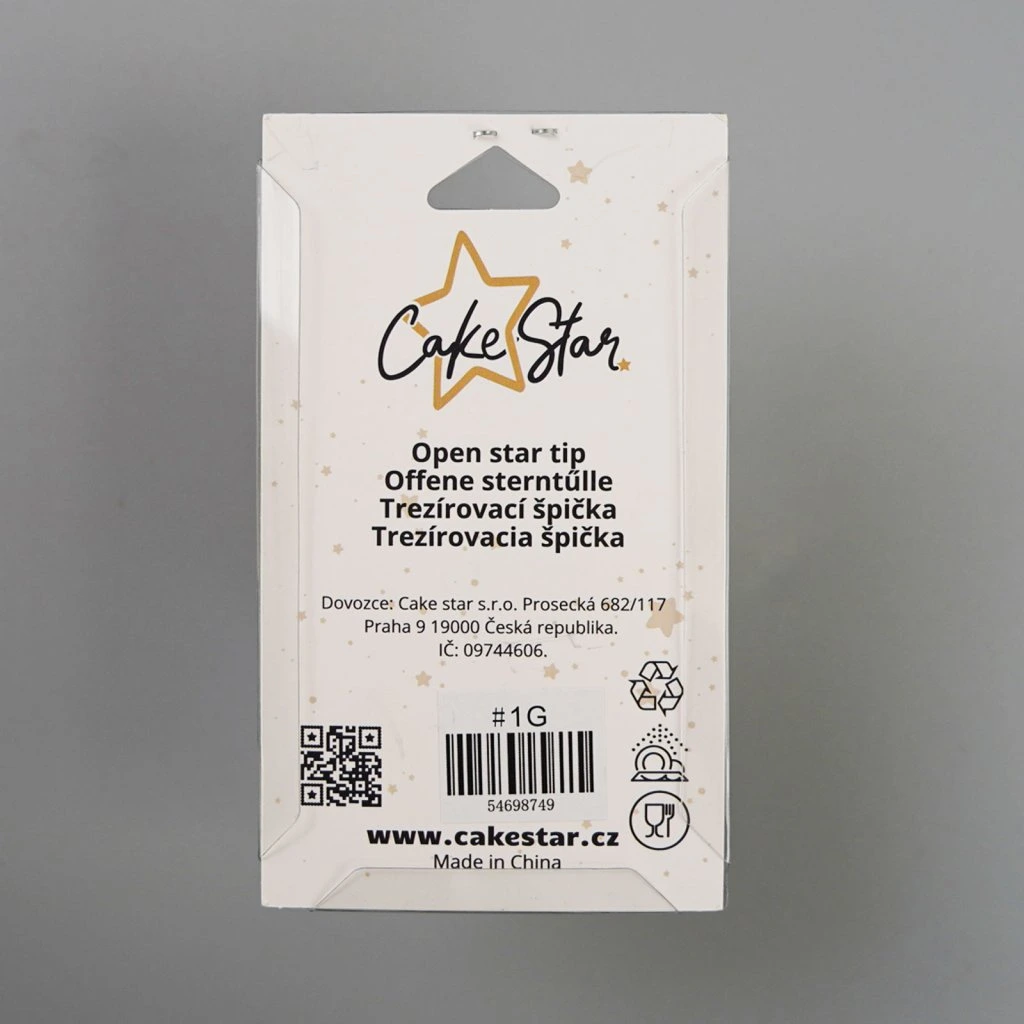 Cake Star
Open star tip
Offene sterntűlle
Trezírovací špička
Trezírovacia špička
Dovozce: Cake star s.r.o. Prosecká 682/117
Praha 9 19000 Česká republika.
IČ: 09744606.
#1G
54698749
www.cakestar.cz
Made in China